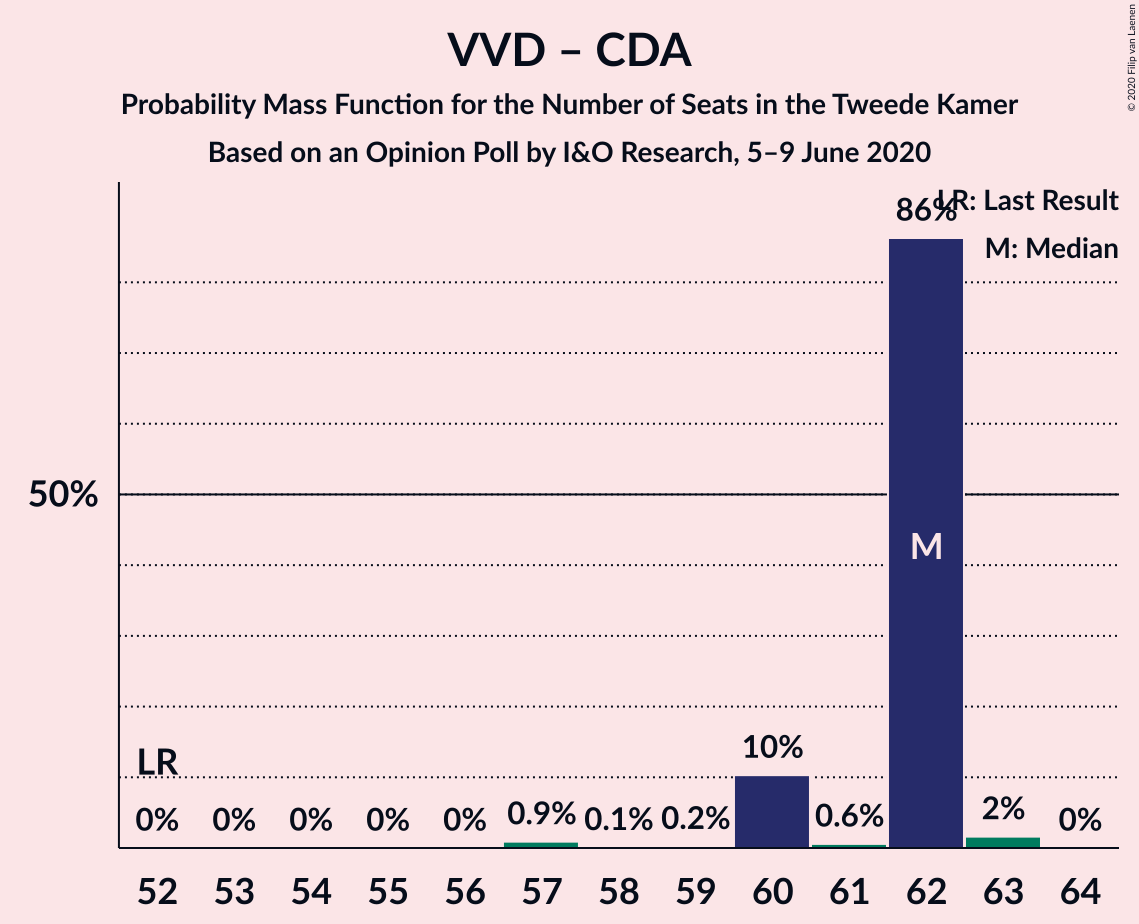 VVD – CDA
Probability Mass Function for the Number of Seats in the Tweede Kamer
Based on an Opinion Poll by I&O Research, 5–9 June 2020
© 2020 Filip van Laenen
LR: Last Result
M: Median
86%
50%
M
LR
10%
0% 0% 0% 0% 0% 0.9% 0.1% 0.2% 0.6% 2% 0%
52 53 54 55 56 57 58 59 60 61 62 63 64